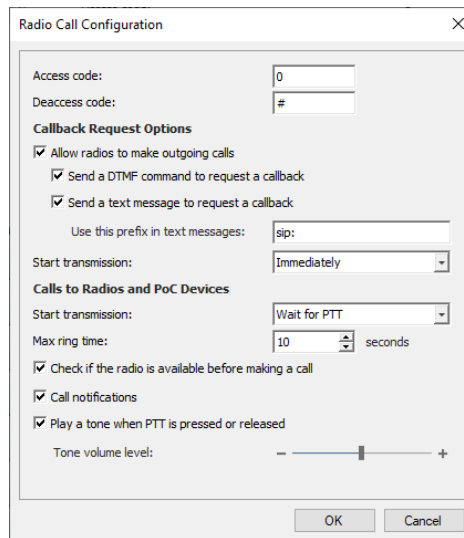 Radio Call Configuration
Access code: 0
Deaccess code: #
Callback Request Options
Allow radios to make outgoing calls
Send a DTMF command to request a callback
Send a text message to request a callback
Use this prefix in text messages: sip:
Start transmission: Immediately
Calls to Radios and PoC Devices
Start transmission: Wait for PTT
Max ring time: 10 seconds
Check if the radio is available before making a call
Call notifications
Play a tone when PTT is pressed or released
Tone volume level: − +
OK Cancel